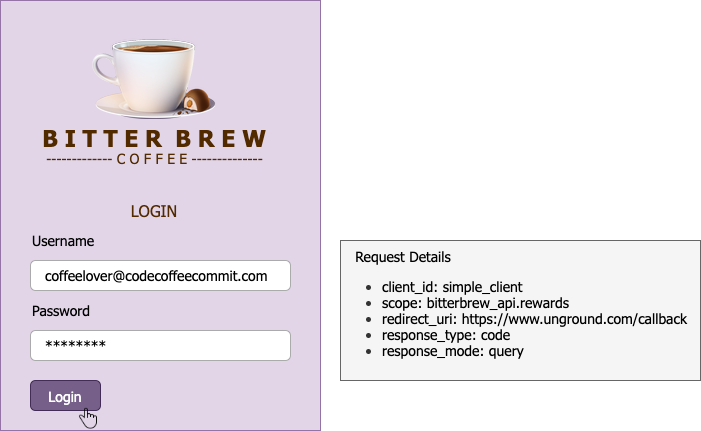 BITTER BREW
------------- COFFEE --------------
LOGIN
Username
coffeelover@codecoffeecommit.com
Password
********
Login
Request Details
• client_id: simple_client
• scope: bitterbrew_api.rewards
• redirect_uri: https://www.unground.com/callback
• response_type: code
• response_mode: query